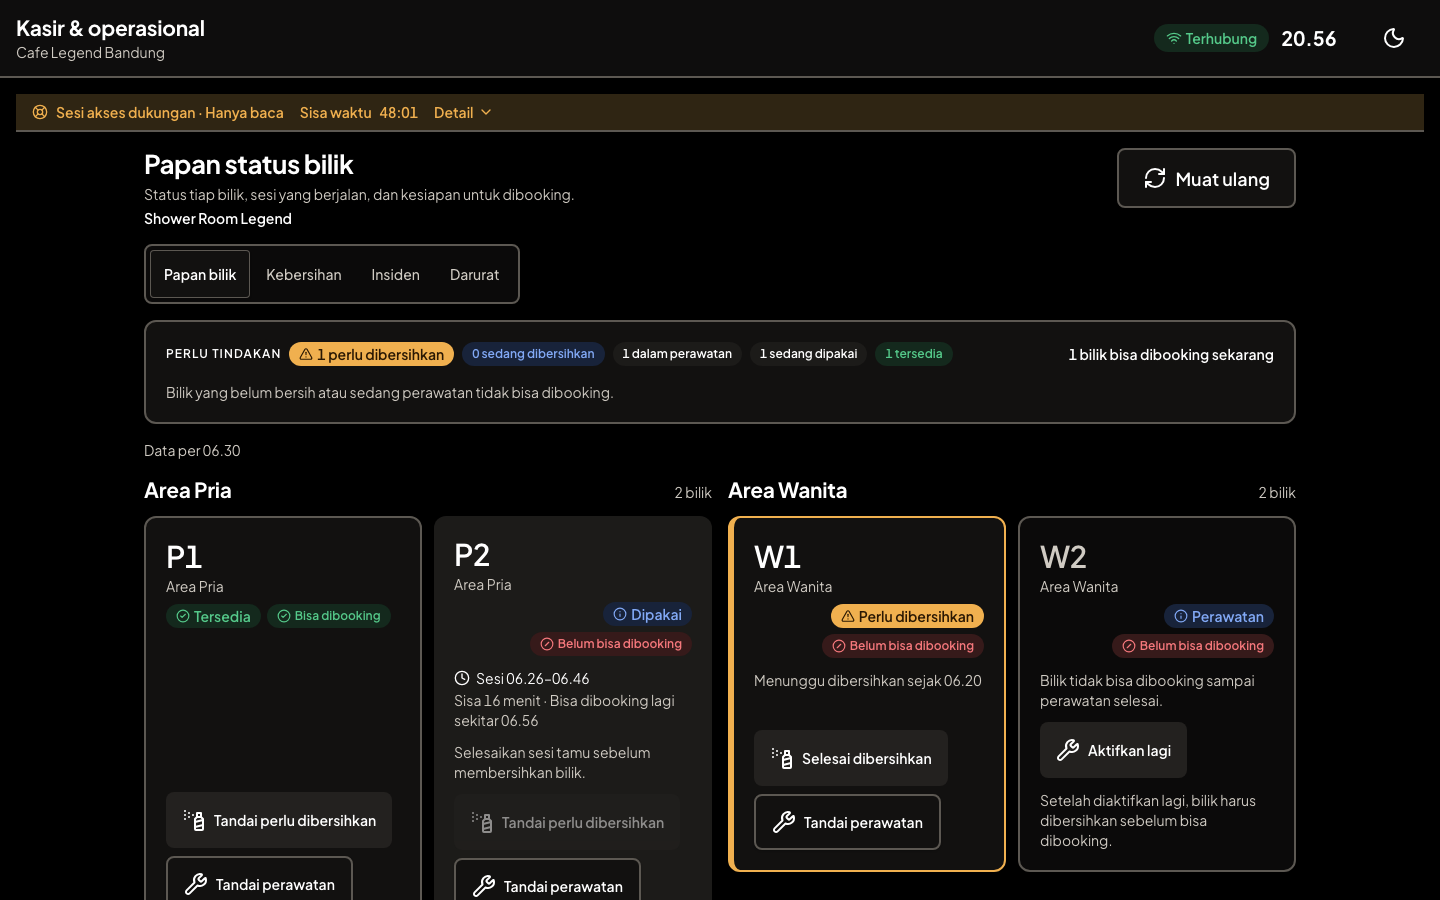 Kasir & operasional
Cafe Legend Bandung
Terhubung
20.56
Sesi akses dukungan · Hanya baca
Sisa waktu 48:01
Detail
Papan status bilik
Status tiap bilik, sesi yang berjalan, dan kesiapan untuk dibooking.
Shower Room Legend
Muat ulang
Papan bilik
Kebersihan
Insiden
Darurat
PERLU TINDAKAN
1 perlu dibersihkan
0 sedang dibersihkan
1 dalam perawatan
1 sedang dipakai
1 tersedia
1 bilik bisa dibooking sekarang
Bilik yang belum bersih atau sedang perawatan tidak bisa dibooking.
Data per 06.30
Area Pria
2 bilik
P1
Area Pria
Tersedia
Bisa dibooking
Tandai perlu dibersihkan
Tandai perawatan
P2
Area Pria
Dipakai
Belum bisa dibooking
Sesi 06.26–06.46
Sisa 16 menit · Bisa dibooking lagi
sekitar 06.56
Selesaikan sesi tamu sebelum
membersihkan bilik.
Tandai perlu dibersihkan
Tandai perawatan
Area Wanita
2 bilik
W1
Area Wanita
Perlu dibersihkan
Belum bisa dibooking
Menunggu dibersihkan sejak 06.20
Selesai dibersihkan
Tandai perawatan
W2
Area Wanita
Perawatan
Belum bisa dibooking
Bilik tidak bisa dibooking sampai
perawatan selesai.
Aktifkan lagi
Setelah diaktifkan lagi, bilik harus
dibersihkan sebelum bisa
dibooking.